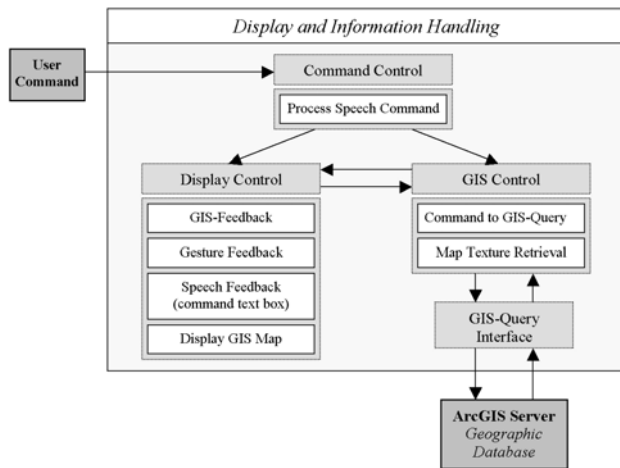 Display and Information Handling
User
Command
Command Control
Process Speech Command
Display Control
GIS Control
GIS-Feedback
Gesture Feedback
Speech Feedback
(command text box)
Display GIS Map
Command to GIS-Query
Map Texture Retrieval
GIS-Query
Interface
ArcGIS Server
Geographic
Database